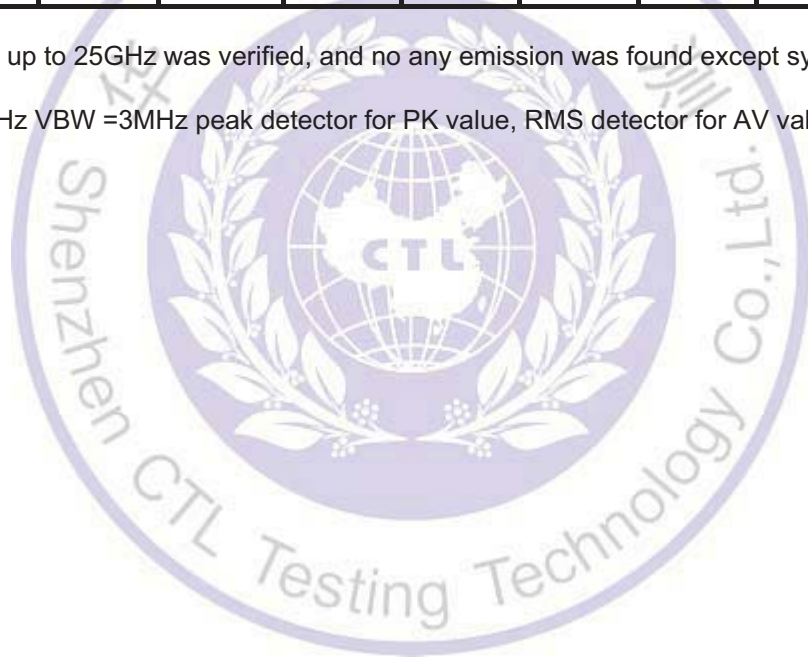 up to 25GHz was verified, and no any emission was found except sy
Hz VBW =3MHz peak detector for PK value, RMS detector for AV val
CTL
Shenzhen CTL Testing Technology Co., Ltd.